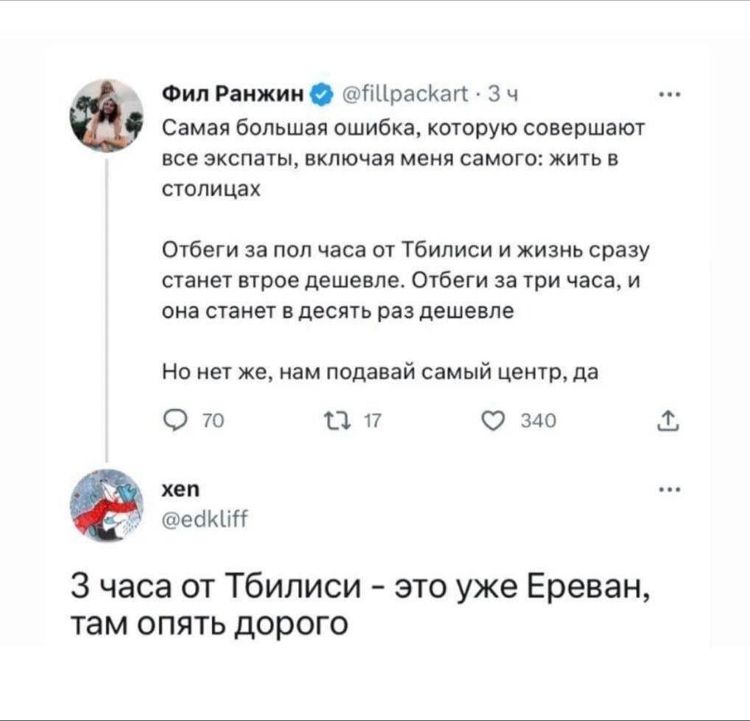 Фил Ранжин @fillpackart · 3 ч
Самая большая ошибка, которую совершают
все экспаты, включая меня самого: жить в
столицах
Отбеги за пол часа от Тбилиси и жизнь сразу
станет втрое дешевле. Отбеги за три часа, и
она станет в десять раз дешевле
Но нет же, нам подавай самый центр, да
70 17 340
xen
@edkliff
3 часа от Тбилиси - это уже Ереван,
там опять дорого